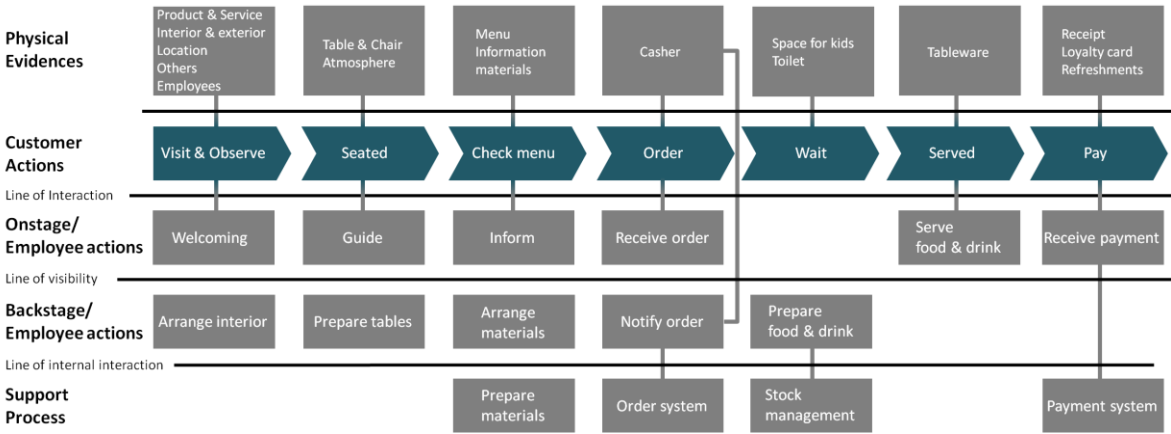 Physical
Evidences
Product & Service
Interior & exterior
Location
Others
Employees
Table & Chair
Atmosphere
Menu
Information
materials
Casher
Space for kids
Toilet
Tableware
Receipt
Loyalty card
Refreshments
Customer
Actions
Visit & Observe
Seated
Check menu
Order
Wait
Served
Pay
Line of Interaction
Onstage/
Employee actions
Welcoming
Guide
Inform
Receive order
Serve
food & drink
Receive payment
Line of visibility
Backstage/
Employee actions
Arrange interior
Prepare tables
Arrange
materials
Notify order
Prepare
food & drink
Line of internal interaction
Support
Process
Prepare
materials
Order system
Stock
management
Payment system